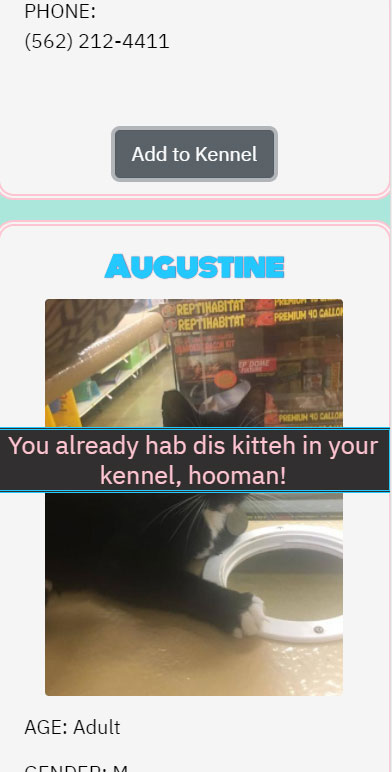 PHONE:
(562) 212-4411
Add to Kennel
AUGUSTINE
REPTIHABITAT
REPTIHABITAT
PREMIUM 40 GALLON
You already hab dis kitteh in your
kennel, hooman!
AGE: Adult
GENDER: M